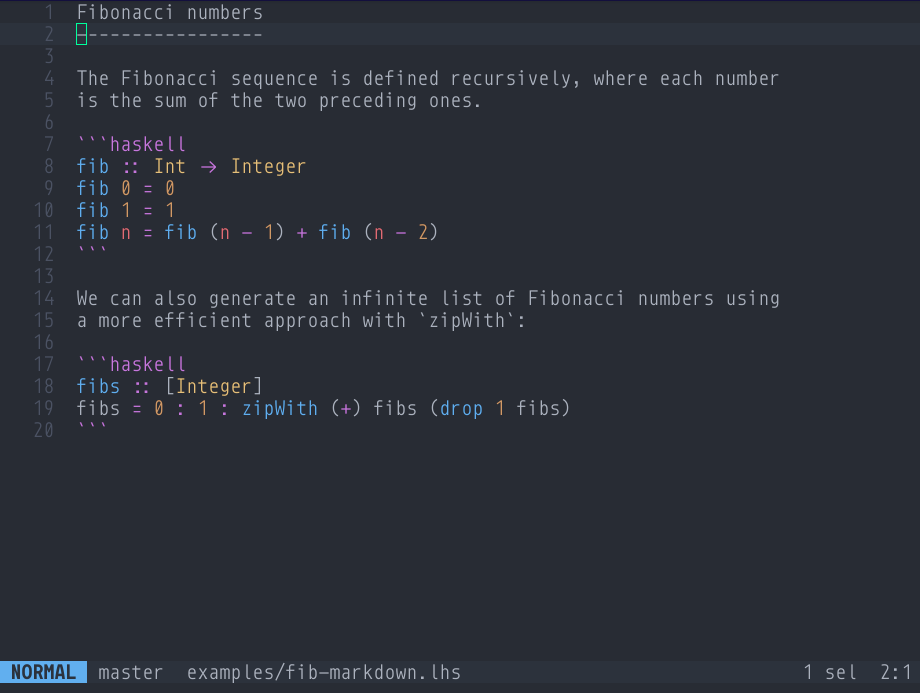 1 Fibonacci numbers
2 -----------------
3
4 The Fibonacci sequence is defined recursively, where each number
5 is the sum of the two preceding ones.
6
7 ```haskell
8 fib :: Int → Integer
9 fib 0 = 0
10 fib 1 = 1
11 fib n = fib (n - 1) + fib (n - 2)
12 ```
13
14 We can also generate an infinite list of Fibonacci numbers using
15 a more efficient approach with `zipWith`:
16
17 ```haskell
18 fibs :: [Integer]
19 fibs = 0 : 1 : zipWith (+) fibs (drop 1 fibs)
20 ```
NORMAL master examples/fib-markdown.lhs 1 sel 2:1